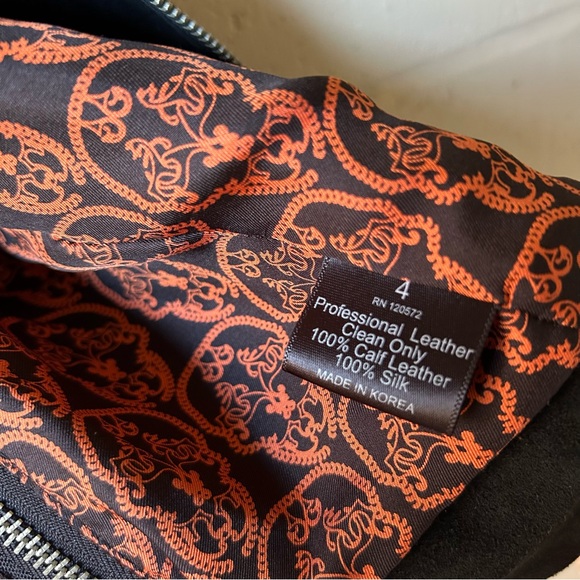 4
RN 120572
Professional Leather
Clean Only
100% Calf Leather
100% Silk
MADE IN KOREA